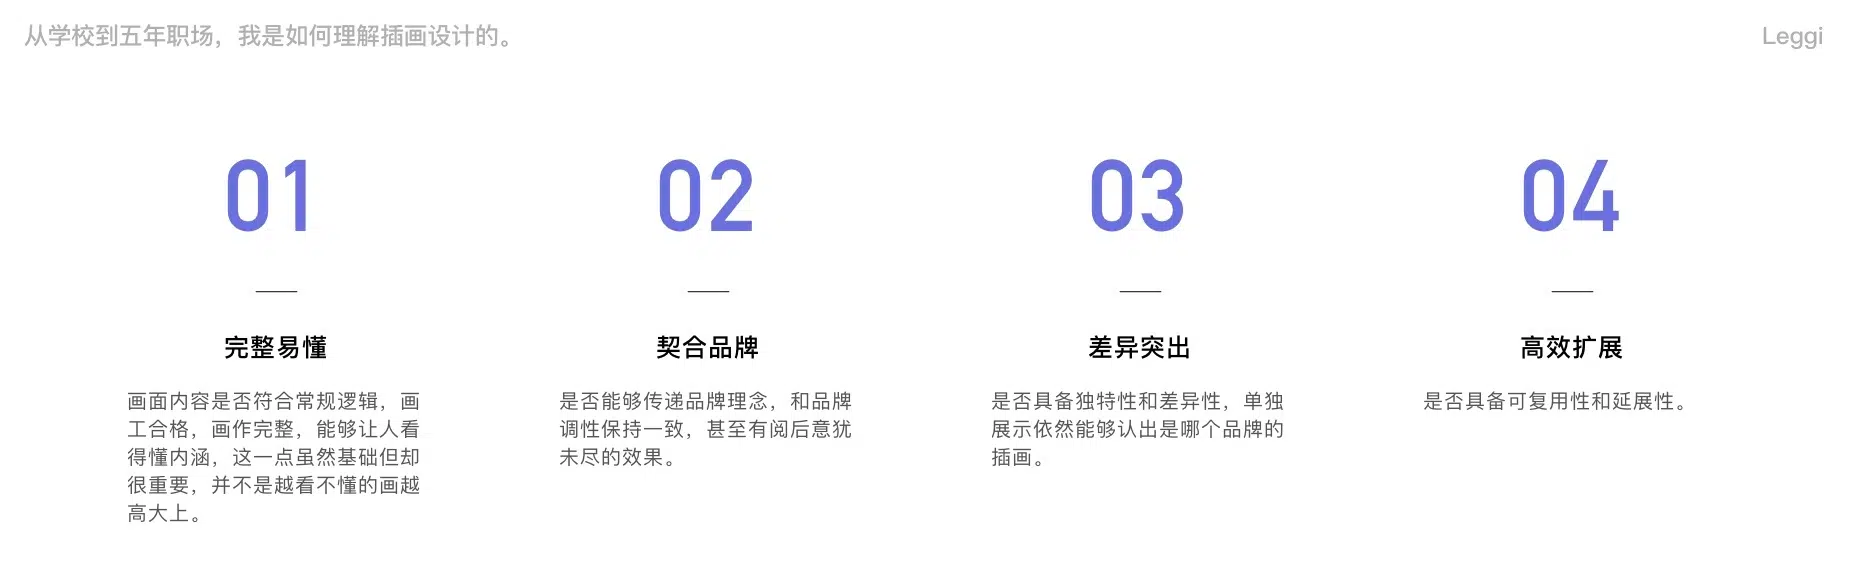 从学校到五年职场，我是如何理解插画设计的。
Leggi
01
完整易懂
画面内容是否符合常规逻辑，画
工合格，画作完整，能够让人看
得懂内涵，这一点虽然基础但却
很重要，并不是越看不懂的画越
高大上。
02
契合品牌
是否能够传递品牌理念，和品牌
调性保持一致，甚至有阅后意犹
未尽的效果。
03
差异突出
是否具备独特性和差异性，单独
展示依然能够认出是哪个品牌的
插画。
04
高效扩展
是否具备可复用性和延展性。